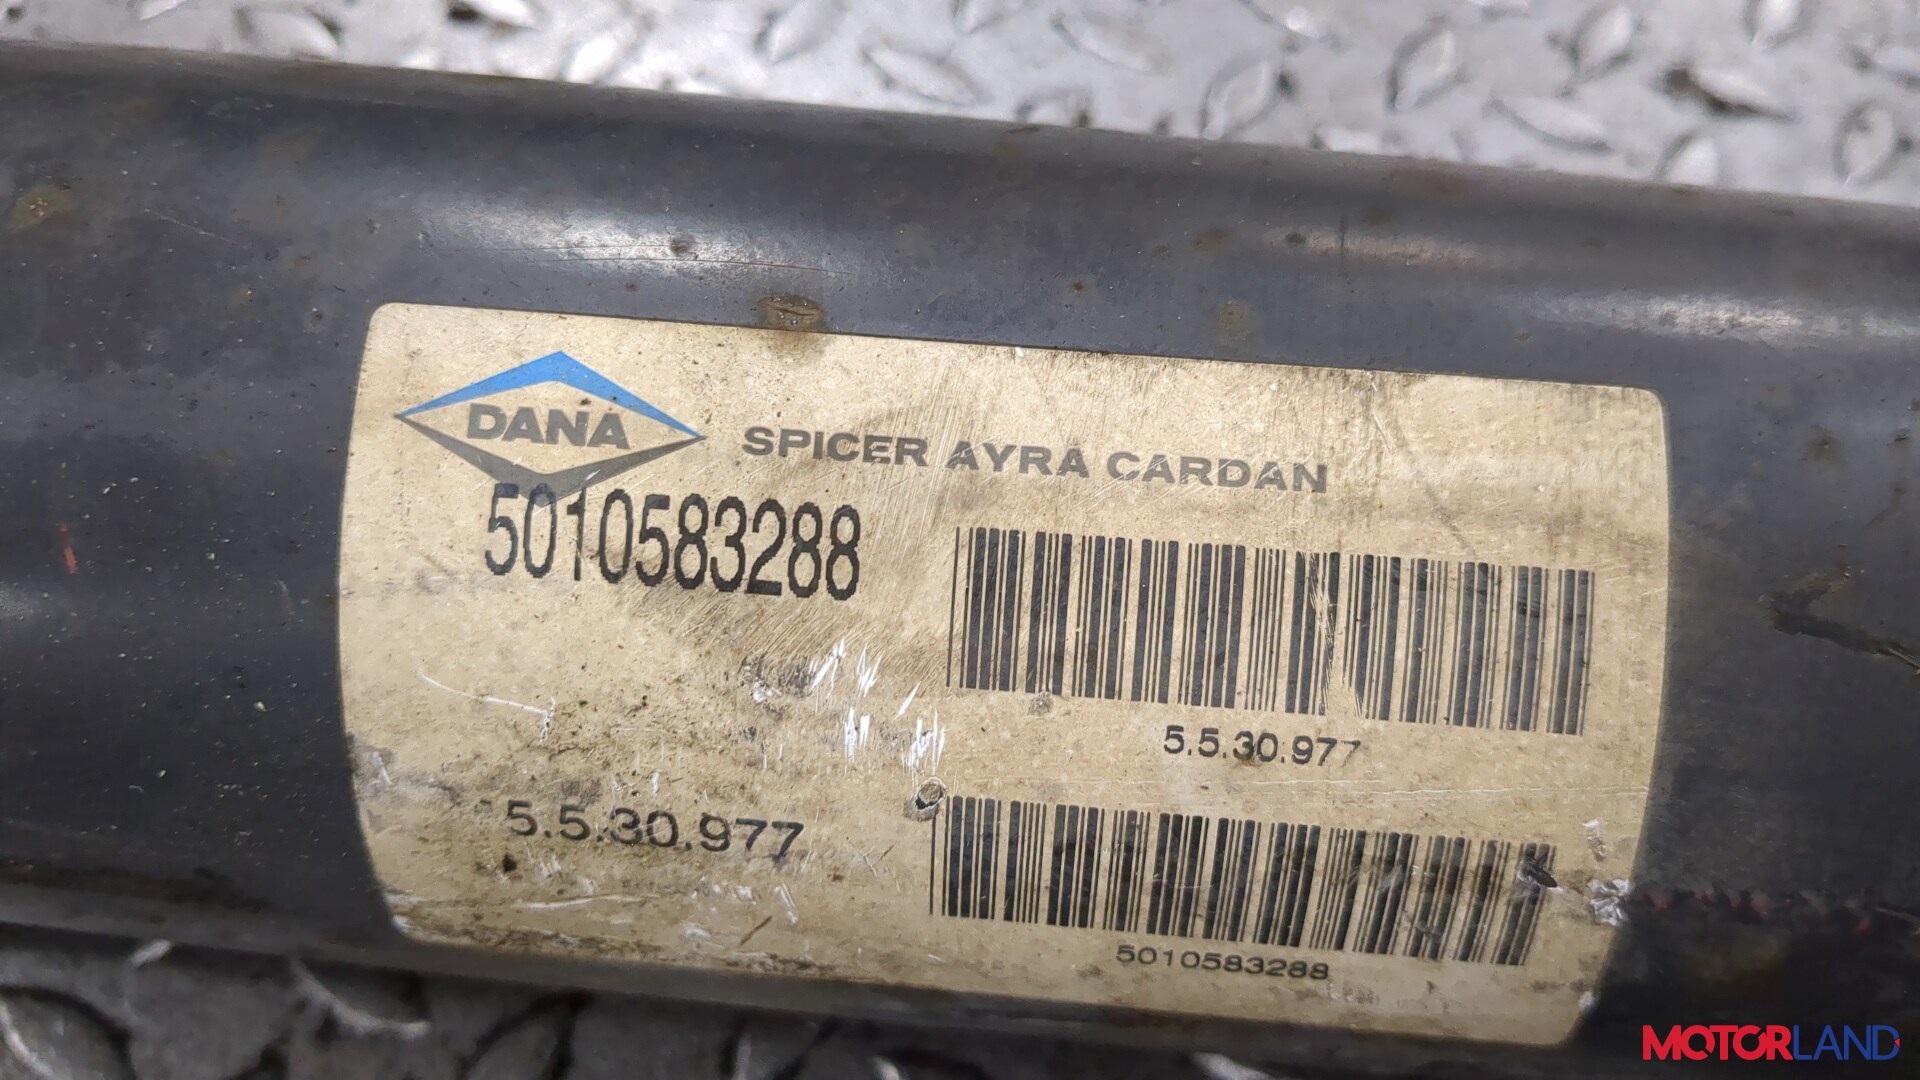 DANA
SPICER AYRA CARDAN
5010583288
5.5.30.977
5.5.30.977
5010583288
MOTORLAND